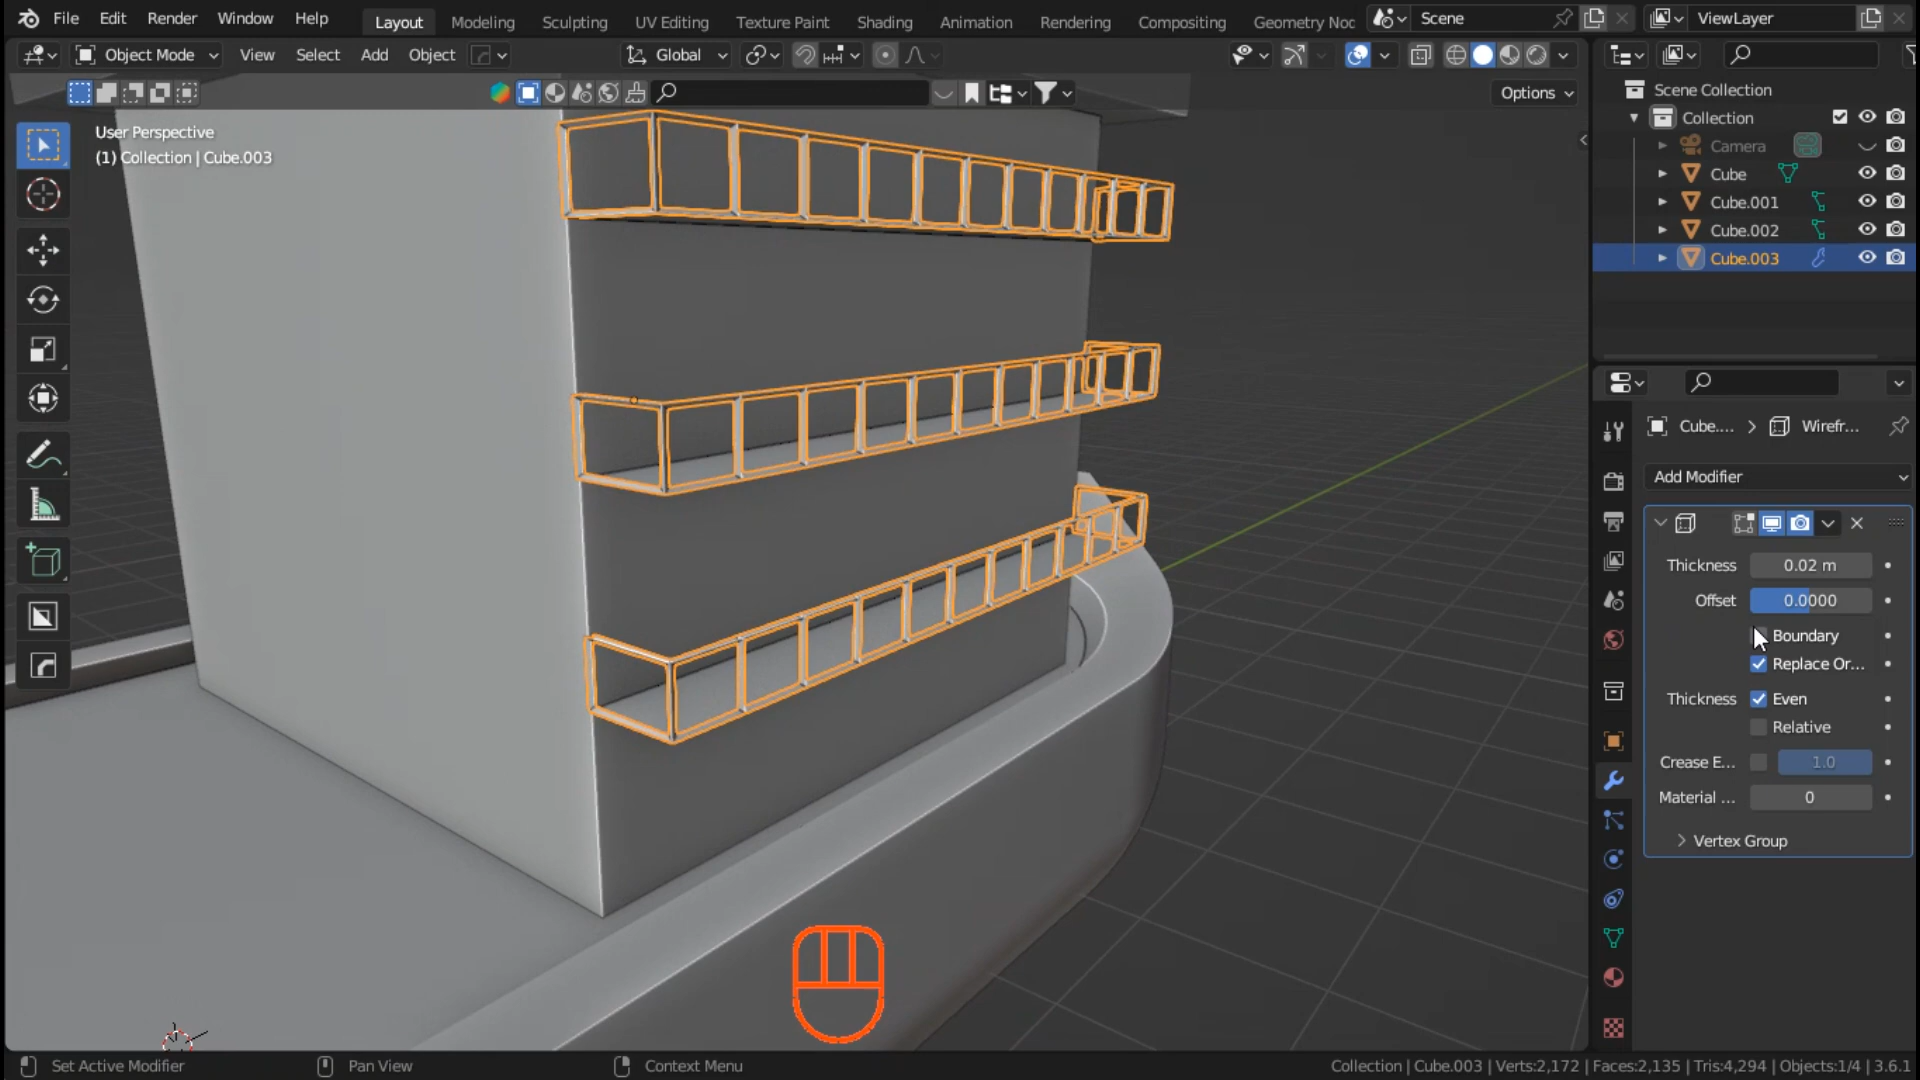 File Edit Render Window Help Layout Modeling Sculpting UV Editing Texture Paint Shading Animation Rendering Compositing Geometry Noc Scene ViewLayer
Object Mode View Select Add Object Global
Options
User Perspective
(1) Collection | Cube.003
Scene Collection
Collection
Camera
Cube
Cube.001
Cube.002
Cube.003
Cube.... > Wirefr...
Add Modifier
Thickness 0.02 m
Offset 0.0000
Boundary
Replace Or...
Thickness Even
Relative
Crease E... 1.0
Material ... 0
Vertex Group
Set Active Modifier Pan View Context Menu Collection | Cube.003 | Verts:2,172 | Faces:2,135 | Tris:4,294 | Objects:1/4 | 3.6.1